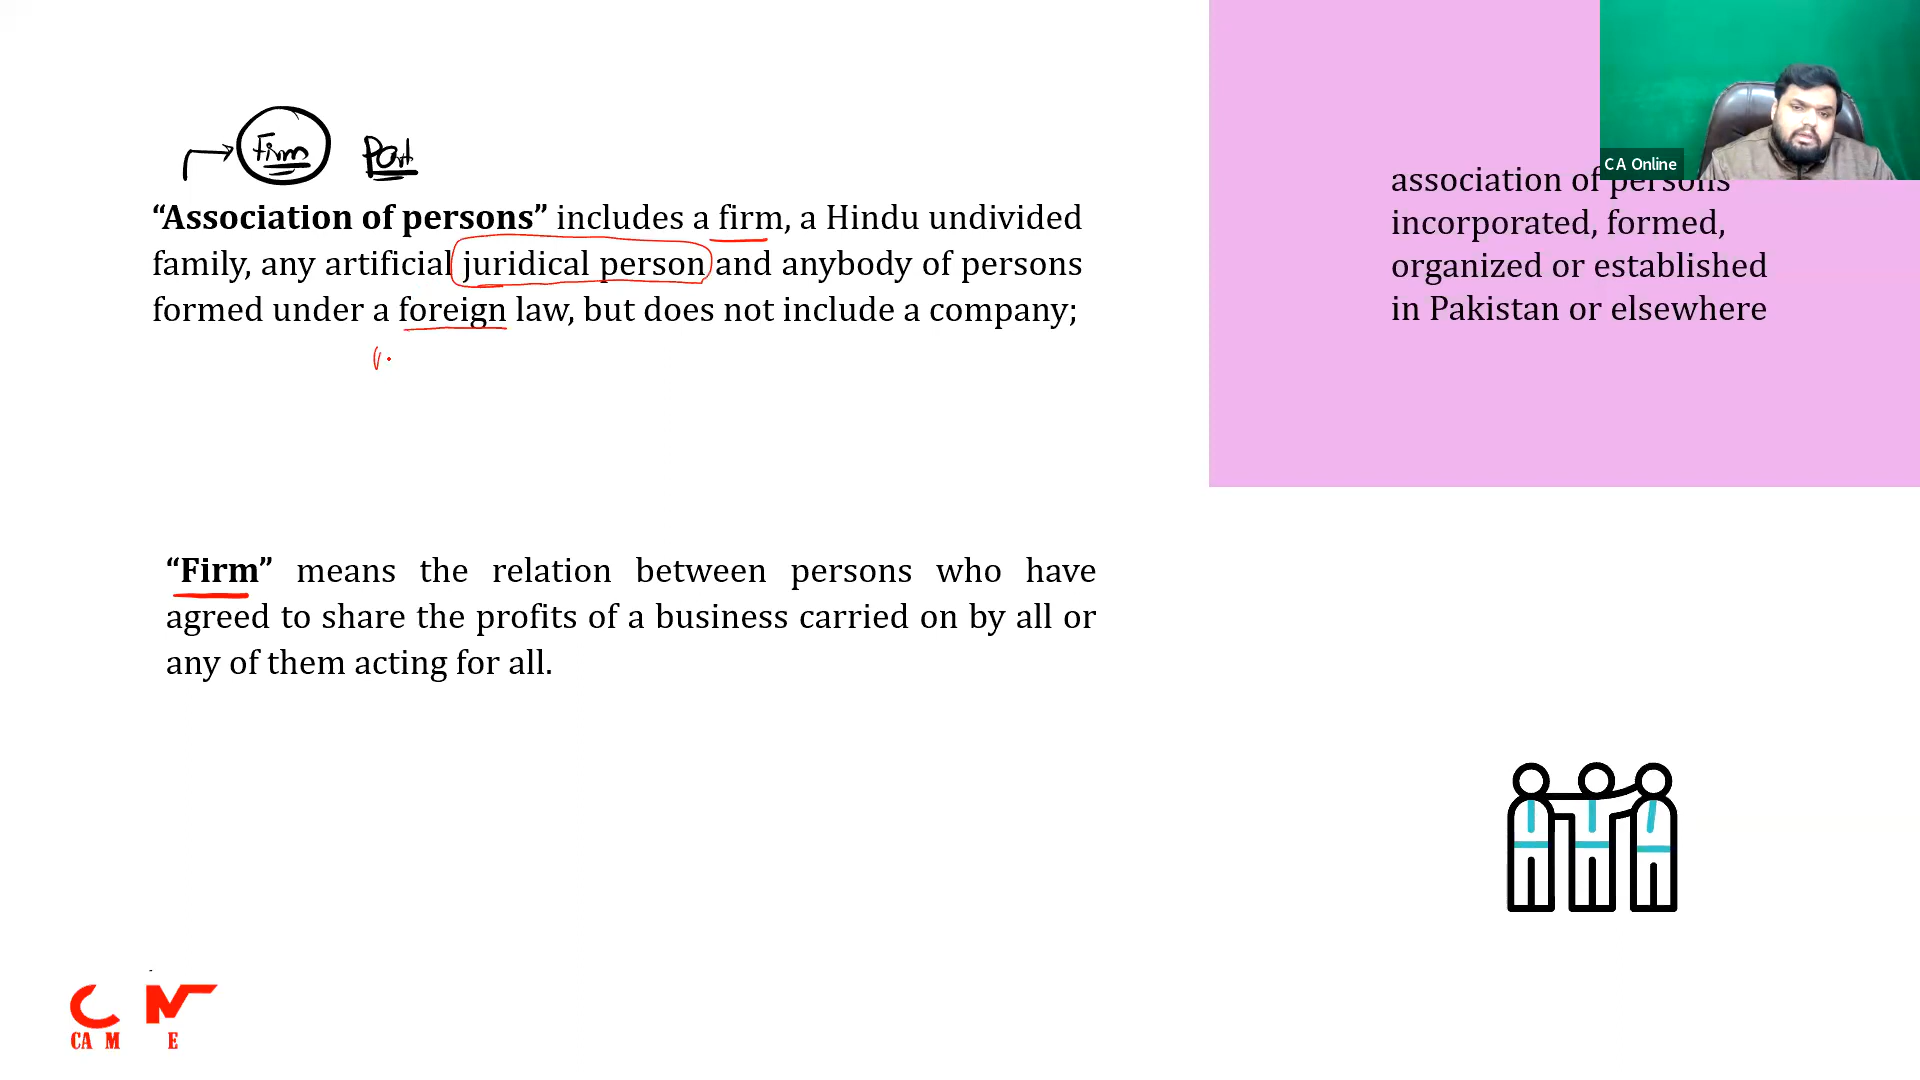 Firm Part
“Association of persons” includes a firm, a Hindu undivided
family, any artificial juridical person and anybody of persons
formed under a foreign law, but does not include a company;
C A Online
association of persons
incorporated, formed,
organized or established
in Pakistan or elsewhere
“Firm” means the relation between persons who have
agreed to share the profits of a business carried on by all or
any of them acting for all.
CA M E